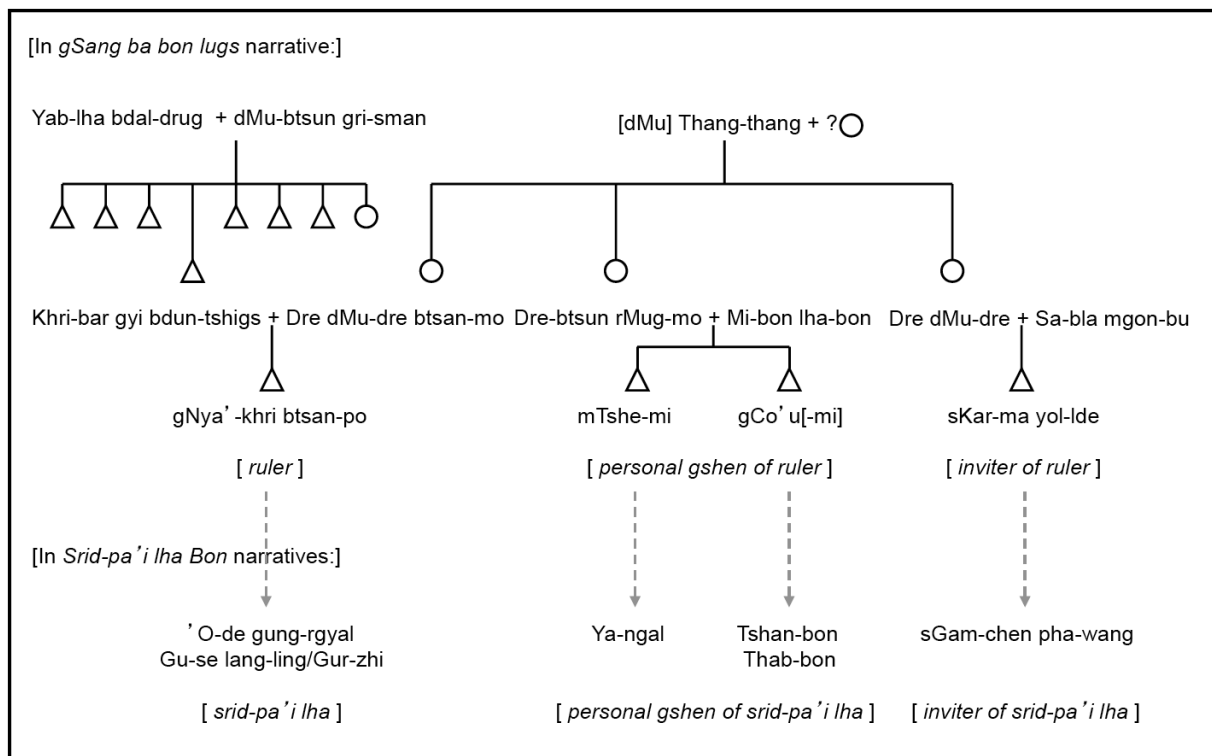 [In gSang ba bon lugs narrative:]
Yab-lha bdal-drug + dMu-btsun gri-sman [dMu] Thang-thang + ?
Khri-bar gyi bdun-tshigs + Dre dMu-dre btsan-mo Dre-btsun rMug-mo + Mi-bon lha-bon Dre dMu-dre + Sa-bla mgon-bu
gNya’-khri btsan-po mTshe-mi gCo’u[-mi] sKar-ma yol-lde
[ ruler ] [ personal gshen of ruler ] [ inviter of ruler ]
[In Srid-pa’i lha Bon narratives:]
’O-de gung-rgyal Ya-ngal Tshan-bon sGam-chen pha-wang
Gu-se lang-ling/Gur-zhi Thab-bon
[ srid-pa’i lha ] [ personal gshen of srid-pa’i lha ] [ inviter of srid-pa’i lha ]